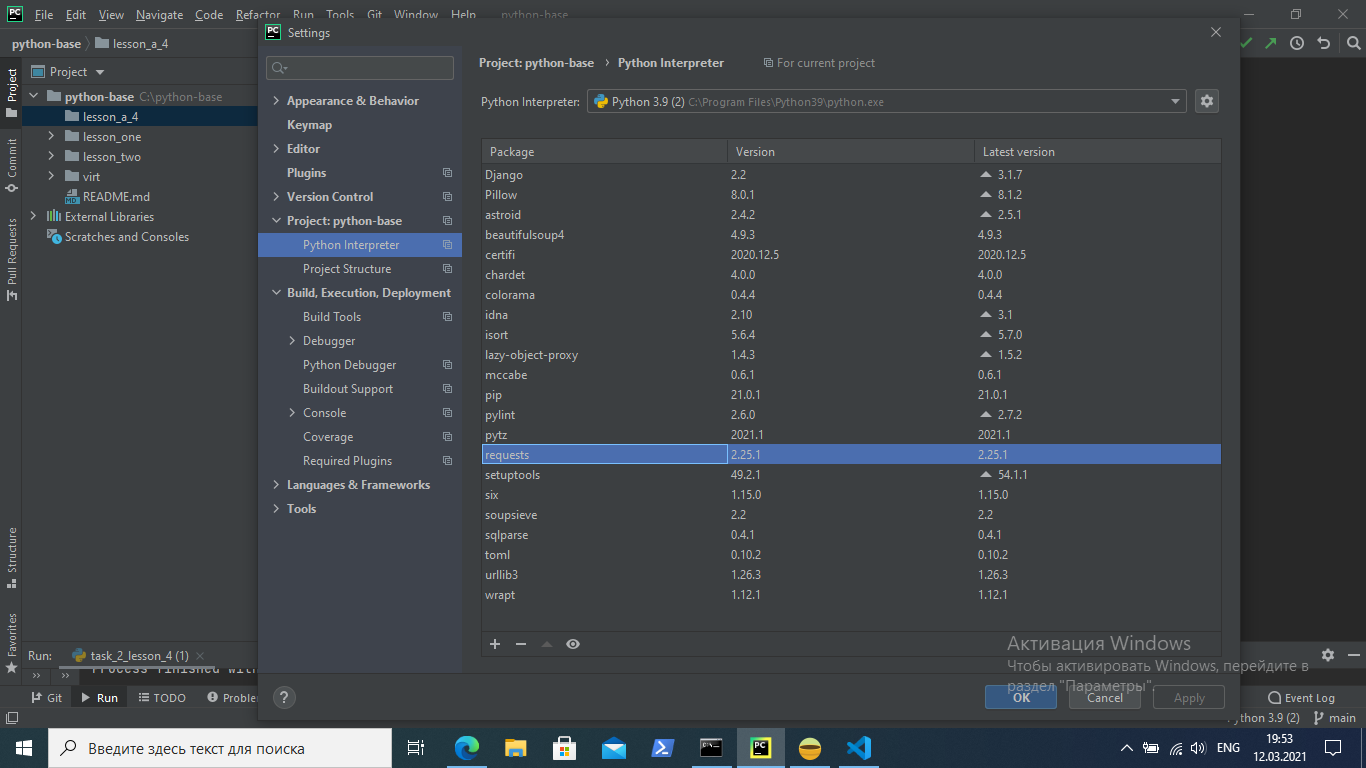 File Edit View Navigate Code Refactor Run Tools Git Window Help python-base
python-base lesson_a_4
Project
python-base C:\python-base
lesson_a_4
lesson_one
lesson_two
virt
README.md
External Libraries
Scratches and Consoles
Project
Commit
Pull Requests
Structure
Favorites
Settings
Appearance & Behavior
Keymap
Editor
Plugins
Version Control
Project: python-base
Python Interpreter
Project Structure
Build, Execution, Deployment
Build Tools
Debugger
Python Debugger
Buildout Support
Console
Coverage
Required Plugins
Languages & Frameworks
Tools
Project: python-base › Python Interpreter For current project
Python Interpreter: Python 3.9 (2) C:\Program Files\Python39\python.exe
Package Version Latest version
Django 2.2 3.1.7
Pillow 8.0.1 8.1.2
astroid 2.4.2 2.5.1
beautifulsoup4 4.9.3 4.9.3
certifi 2020.12.5 2020.12.5
chardet 4.0.0 4.0.0
colorama 0.4.4 0.4.4
idna 2.10 3.1
isort 5.6.4 5.7.0
lazy-object-proxy 1.4.3 1.5.2
mccabe 0.6.1 0.6.1
pip 21.0.1 21.0.1
pylint 2.6.0 2.7.2
pytz 2021.1 2021.1
requests 2.25.1 2.25.1
setuptools 49.2.1 54.1.1
six 1.15.0 1.15.0
soupsieve 2.2 2.2
sqlparse 0.4.1 0.4.1
toml 0.10.2 0.10.2
urllib3 1.26.3 1.26.3
wrapt 1.12.1 1.12.1
Активация Windows
Чтобы активировать Windows, перейдите в
раздел "Параметры".
OK Cancel Apply
Run: task_2_lesson_4 (1)
Process finished with
Git Run TODO Proble Event Log
ython 3.9 (2) main
Введите здесь текст для поиска
ENG
19:53
12.03.2021